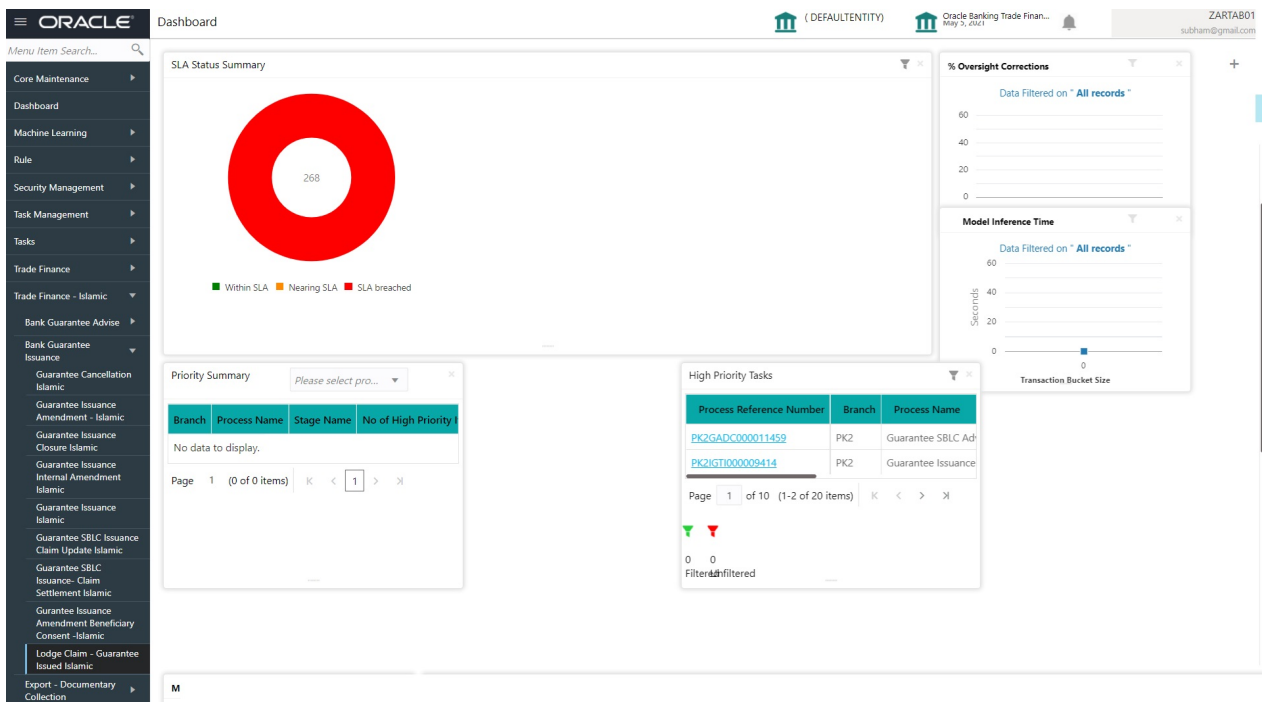 ORACLE
Dashboard
( DEFAULTENTITY)
Oracle Banking Trade Finan...
May 5, 2021
ZARTAB01
subham@gmail.com
Menu Item Search...
Core Maintenance
Dashboard
Machine Learning
Rule
Security Management
Task Management
Tasks
Trade Finance
Trade Finance - Islamic
Bank Guarantee Advise
Bank Guarantee
Issuance
Guarantee Cancellation
Islamic
Guarantee Issuance
Amendment - Islamic
Guarantee Issuance
Closure Islamic
Guarantee Issuance
Internal Amendment
Islamic
Guarantee Issuance
Islamic
Guarantee SBLC Issuance
Claim Update Islamic
Guarantee SBLC
Issuance- Claim
Settlement Islamic
Gurantee Issuance
Amendment Beneficiary
Consent -Islamic
Lodge Claim - Guarantee
Issued Islamic
Export - Documentary
Collection
SLA Status Summary
268
Within SLA Nearing SLA SLA breached
% Oversight Corrections
Data Filtered on " All records "
60
40
20
0
Model Inference Time
Data Filtered on " All records "
Seconds
60
40
20
0
0
Transaction Bucket Size
Priority Summary
Please select pro...
Branch Process Name Stage Name No of High Priority
No data to display.
Page 1 (0 of 0 items) 1
High Priority Tasks
Process Reference Number Branch Process Name
PK2GADC000011459 PK2 Guarantee SBLC Ad
PK2IGTI000009414 PK2 Guarantee Issuance
Page 1 of 10 (1-2 of 20 items)
0 0
Filtered Unfiltered
M